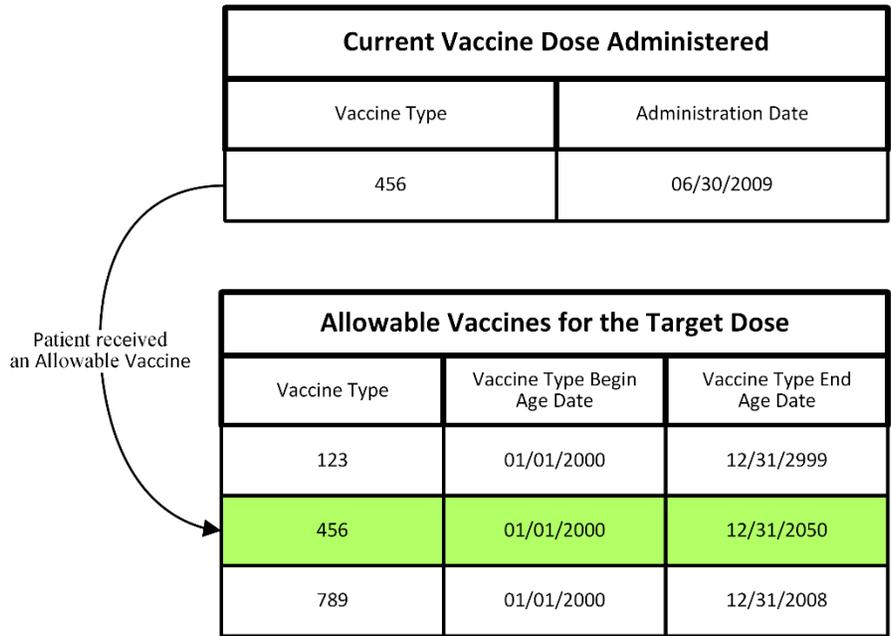 Current Vaccine Dose Administered
Vaccine Type
Administration Date
456
06/30/2009
Patient received
an Allowable Vaccine
Allowable Vaccines for the Target Dose
Vaccine Type
Vaccine Type Begin
Age Date
Vaccine Type End
Age Date
123
01/01/2000
12/31/2999
456
01/01/2000
12/31/2050
789
01/01/2000
12/31/2008